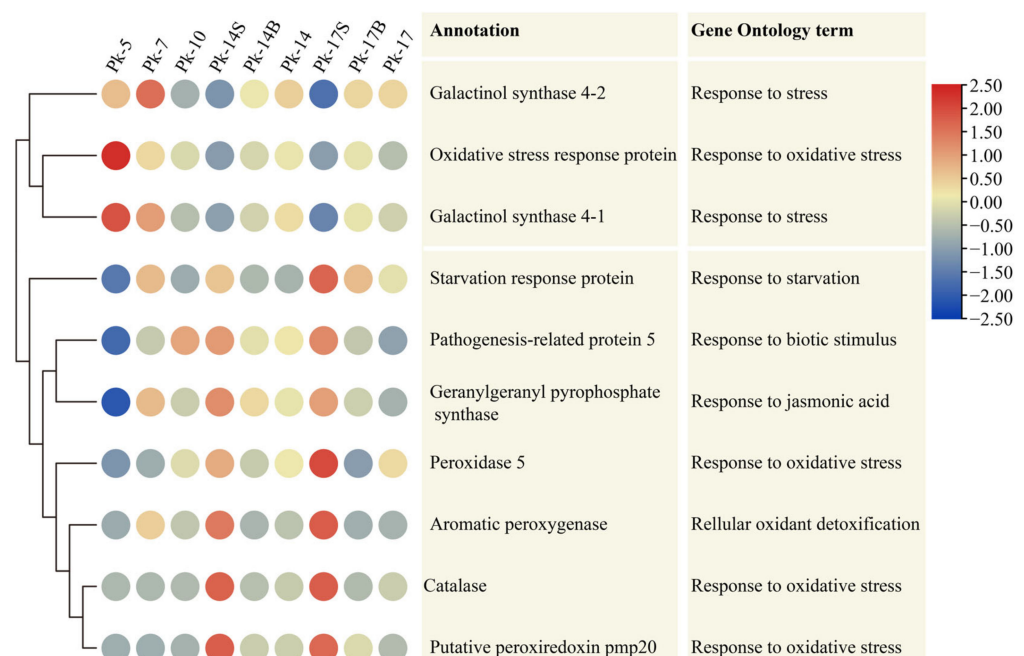 Pk-5 Pk-7 Pk-10 Pk-14S Pk-14B Pk-14 Pk-17S Pk-17B Pk-17
Annotation Gene Ontology term
Galactinol synthase 4-2 Response to stress
Oxidative stress response protein Response to oxidative stress
Galactinol synthase 4-1 Response to stress
Starvation response protein Response to starvation
Pathogenesis-related protein 5 Response to biotic stimulus
Geranylgeranyl pyrophosphate
synthase Response to jasmonic acid
Peroxidase 5 Response to oxidative stress
Aromatic peroxygenase Rellular oxidant detoxification
Catalase Response to oxidative stress
Putative peroxiredoxin pmp20 Response to oxidative stress
2.50
2.00
1.50
1.00
0.50
0.00
−0.50
−1.00
−1.50
−2.00
−2.50